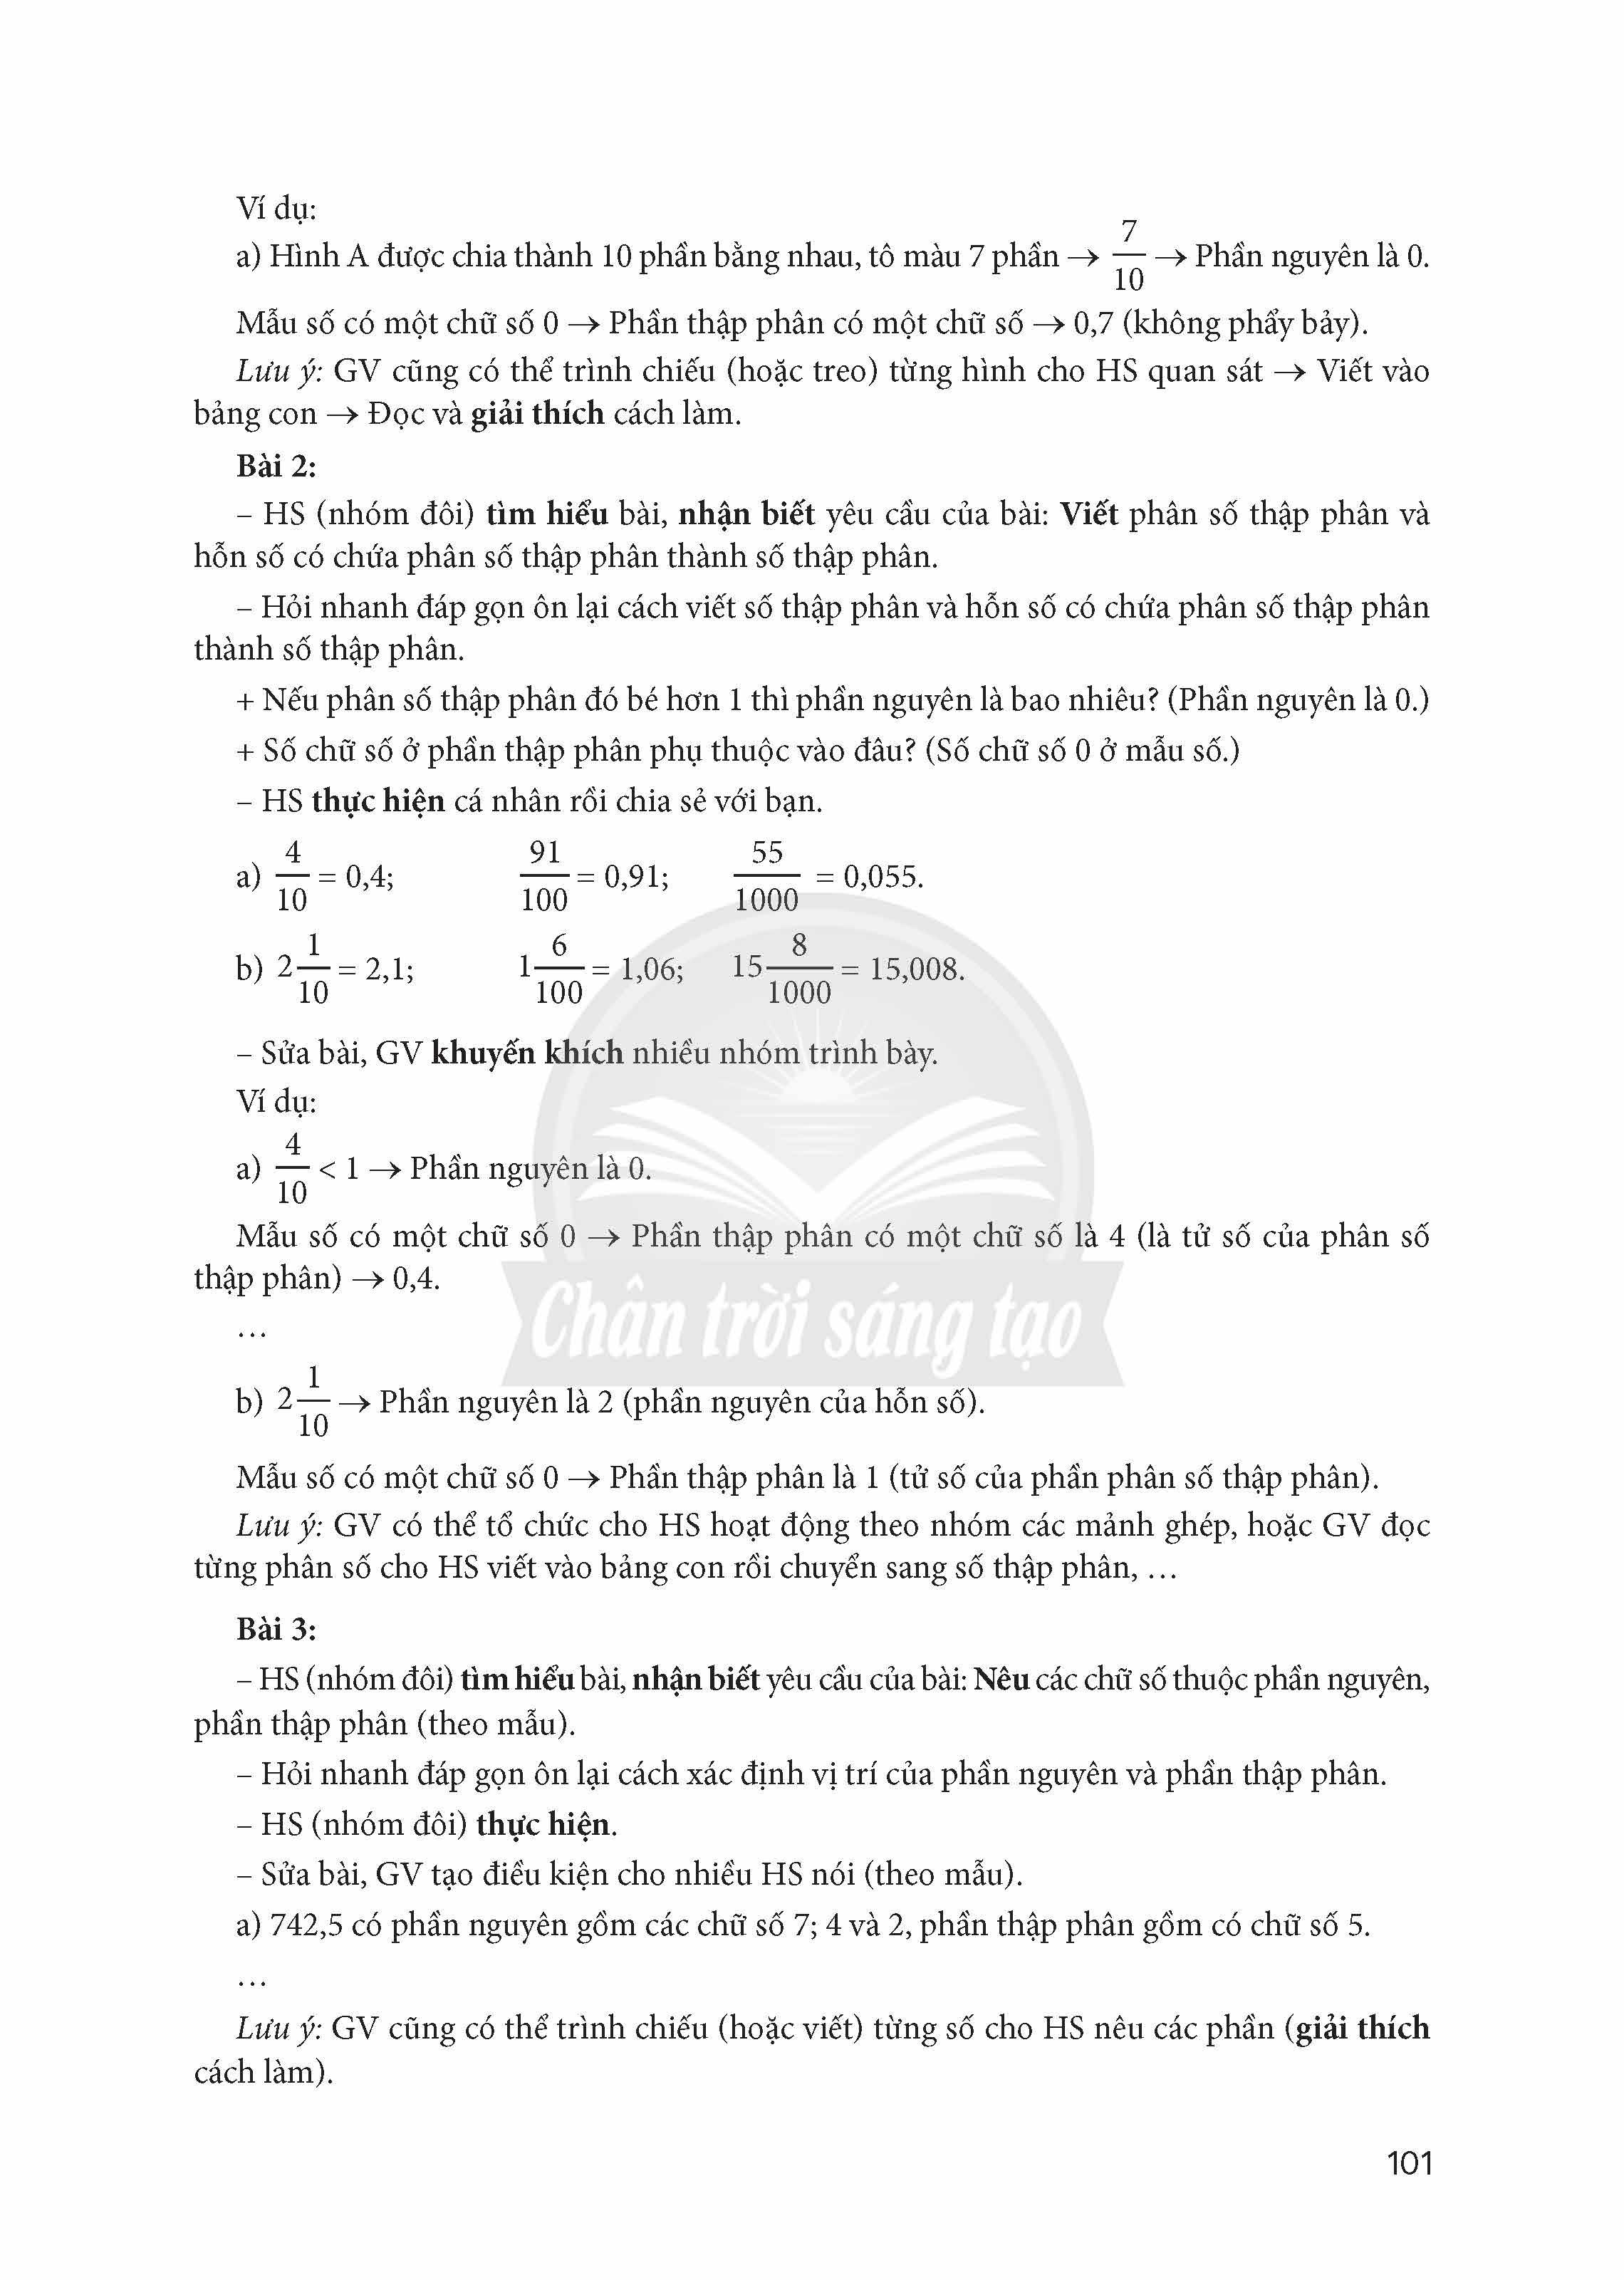 Ví dụ:
a) Hình A được chia thành 10 phần bằng nhau, tô màu 7 phần → 7/10 → Phần nguyên là 0.
Mẫu số có một chữ số 0 → Phần thập phân có một chữ số → 0,7 (không phẩy bảy).
Lưu ý: GV cũng có thể trình chiếu (hoặc treo) từng hình cho HS quan sát → Viết vào
bảng con → Đọc và giải thích cách làm.
Bài 2:
– HS (nhóm đôi) tìm hiểu bài, nhận biết yêu cầu của bài: Viết phân số thập phân và
hỗn số có chứa phân số thập phân thành số thập phân.
– Hỏi nhanh đáp gọn ôn lại cách viết số thập phân và hỗn số có chứa phân số thập phân
thành số thập phân.
+ Nếu phân số thập phân đó bé hơn 1 thì phần nguyên là bao nhiêu? (Phần nguyên là 0.)
+ Số chữ số ở phần thập phân phụ thuộc vào đâu? (Số chữ số 0 ở mẫu số.)
– HS thực hiện cá nhân rồi chia sẻ với bạn.
a) 4/10 = 0,4; 91/100 = 0,91; 55/1000 = 0,055.
b) 2 1/10 = 2,1; 1 6/100 = 1,06; 15 8/1000 = 15,008.
– Sửa bài, GV khuyến khích nhiều nhóm trình bày.
Ví dụ:
a) 4/10 < 1 → Phần nguyên là 0.
Mẫu số có một chữ số 0 → Phần thập phân có một chữ số là 4 (là tử số của phân số
thập phân) → 0,4.
Chân trời sáng tạo
…
b) 2 1/10 → Phần nguyên là 2 (phần nguyên của hỗn số).
Mẫu số có một chữ số 0 → Phần thập phân là 1 (tử số của phần phân số thập phân).
Lưu ý: GV có thể tổ chức cho HS hoạt động theo nhóm các mảnh ghép, hoặc GV đọc
từng phân số cho HS viết vào bảng con rồi chuyển sang số thập phân, …
Bài 3:
– HS (nhóm đôi) tìm hiểu bài, nhận biết yêu cầu của bài: Nêu các chữ số thuộc phần nguyên,
phần thập phân (theo mẫu).
– Hỏi nhanh đáp gọn ôn lại cách xác định vị trí của phần nguyên và phần thập phân.
– HS (nhóm đôi) thực hiện.
– Sửa bài, GV tạo điều kiện cho nhiều HS nói (theo mẫu).
a) 742,5 có phần nguyên gồm các chữ số 7; 4 và 2, phần thập phân gồm có chữ số 5.
…
Lưu ý: GV cũng có thể trình chiếu (hoặc viết) từng số cho HS nêu các phần (giải thích
cách làm).
101